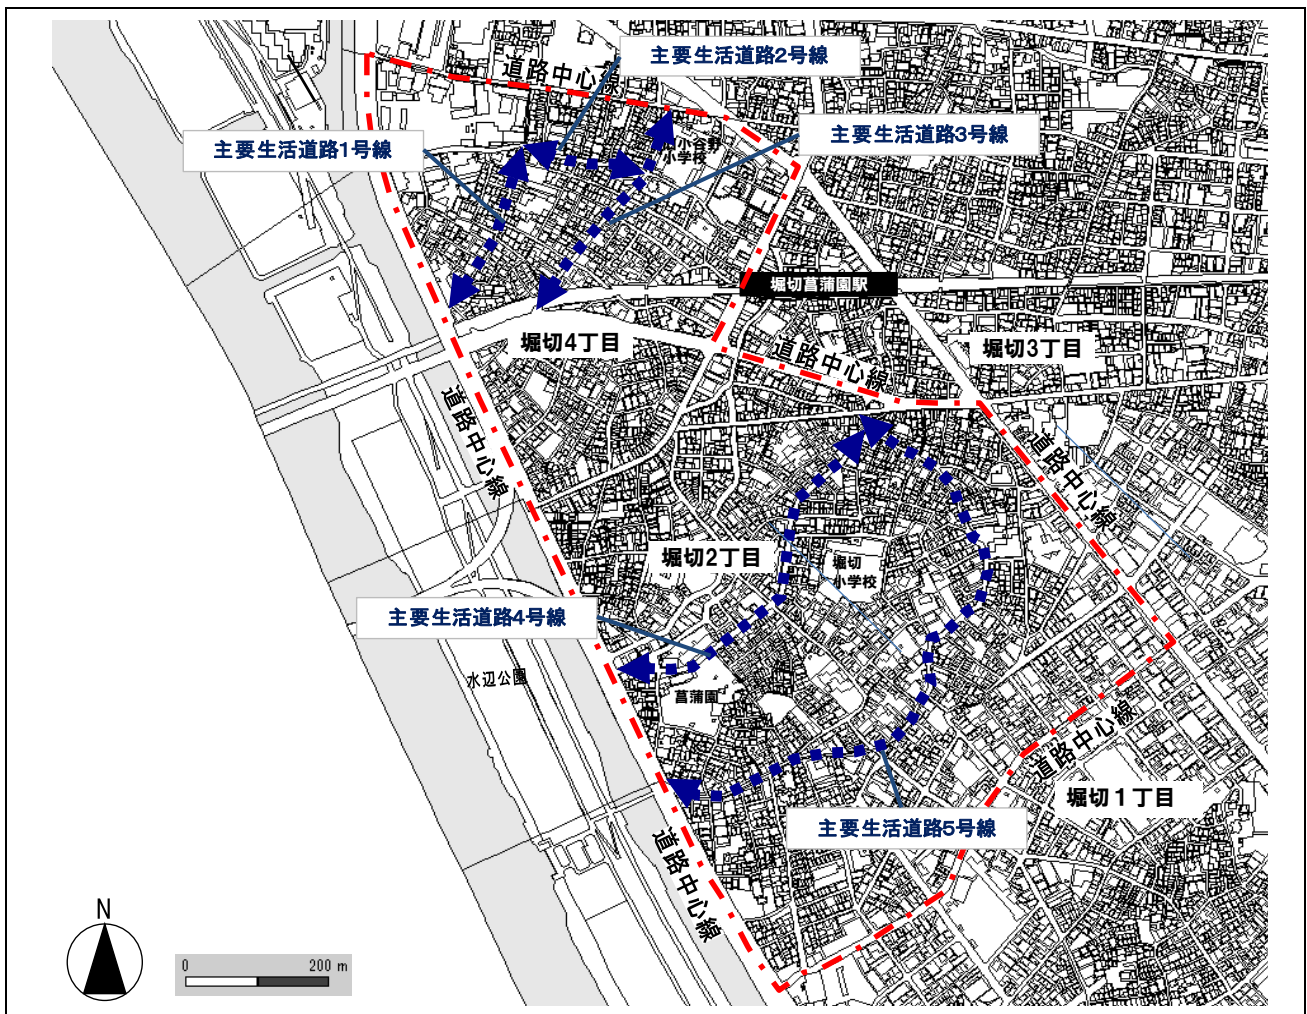 主要生活道路2号線
道路中心線
主要生活道路1号線
主要生活道路3号線
小谷野
小学校
堀切菖蒲園駅
堀切4丁目
道路中心線
堀切3丁目
道路中心線
道路中心線
堀切2丁目
堀切
小学校
主要生活道路4号線
水辺公園
菖蒲園
道路中心線
堀切1丁目
主要生活道路5号線
道路中心線
N
0 200 m